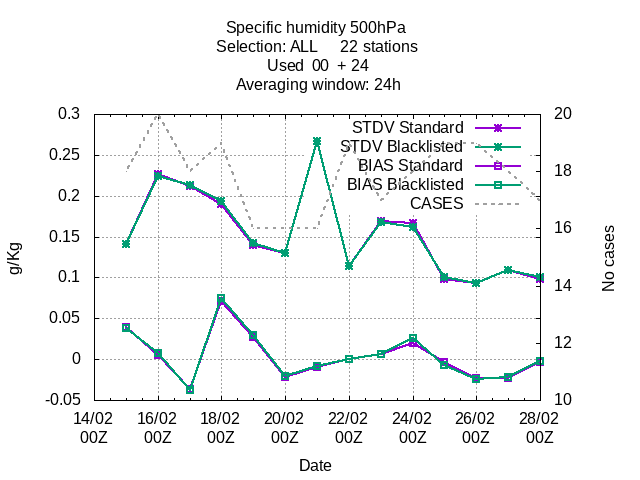 Specific humidity 500hPa
Selection: ALL     22 stations
Used  00  + 24
Averaging window: 24h
0.3
0.25
0.2
0.15
0.1
0.05
0
-0.05
g/Kg
STDV Standard
STDV Blacklisted
BIAS Standard
BIAS Blacklisted
CASES
20
18
16
14
12
10
No cases
14/02 16/02 18/02 20/02 22/02 24/02 26/02 28/02
00Z 00Z 00Z 00Z 00Z 00Z 00Z 00Z
Date